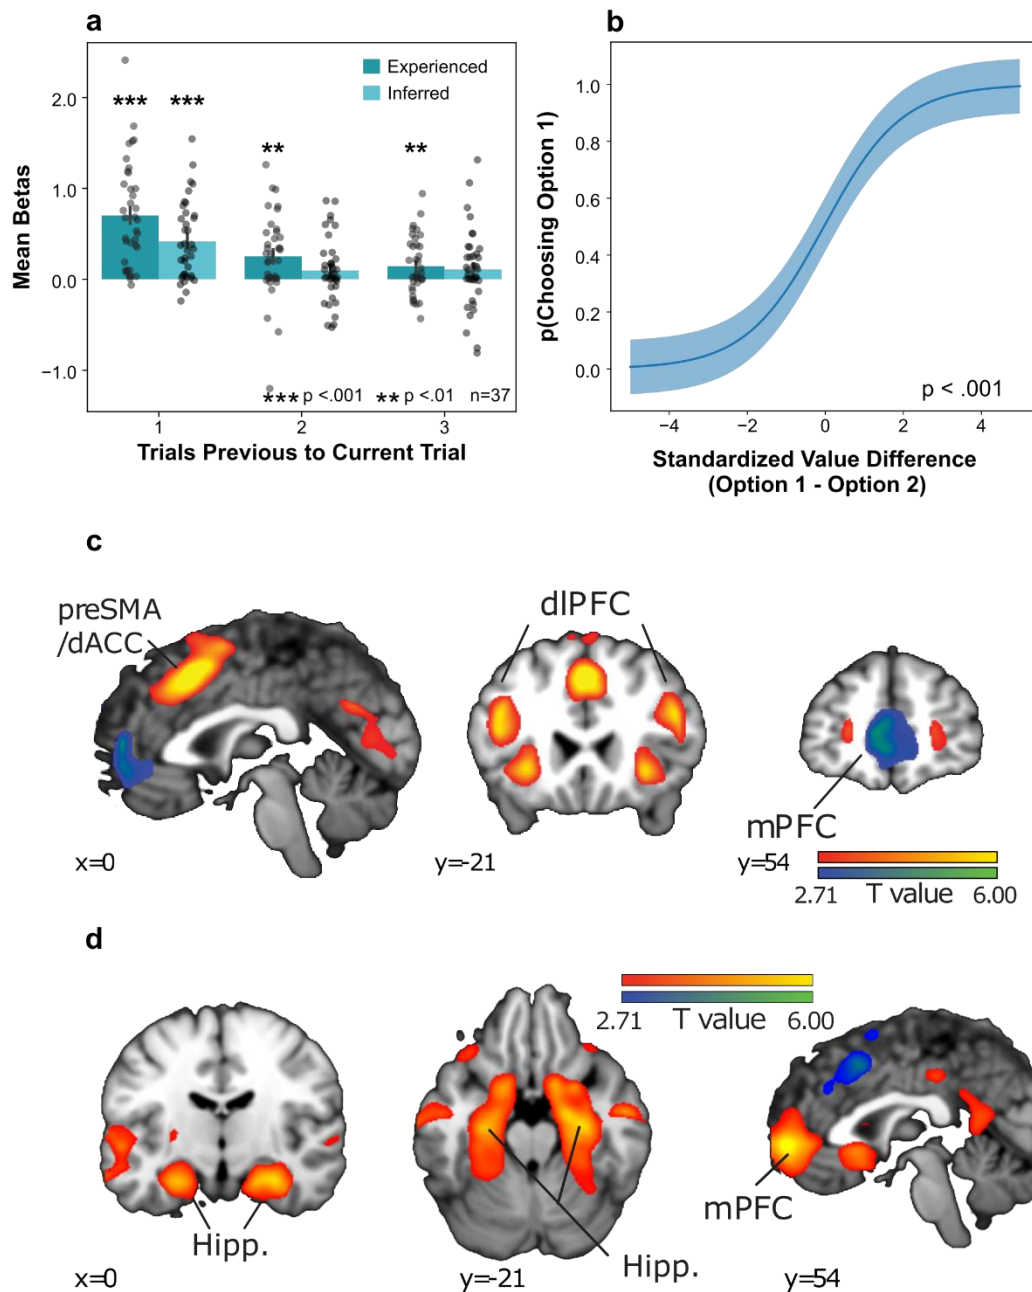 a
Experienced
Inferred
2.0
1.0
0.0
−1.0
Mean Betas
*** ***
**
**
*** p <.001 ** p <.01 n=37
1 2 3
Trials Previous to Current Trial
b
1.0
0.8
0.6
0.4
0.2
0.0
p(Choosing Option 1)
p < .001
−4 −2 0 2 4
Standardized Value Difference
(Option 1 - Option 2)
c
preSMA
/dACC
dlPFC
mPFC
x=0
y=-21
y=54
2.71 T value 6.00
d
2.71 T value 6.00
Hipp.
Hipp.
mPFC
x=0
y=-21
y=54